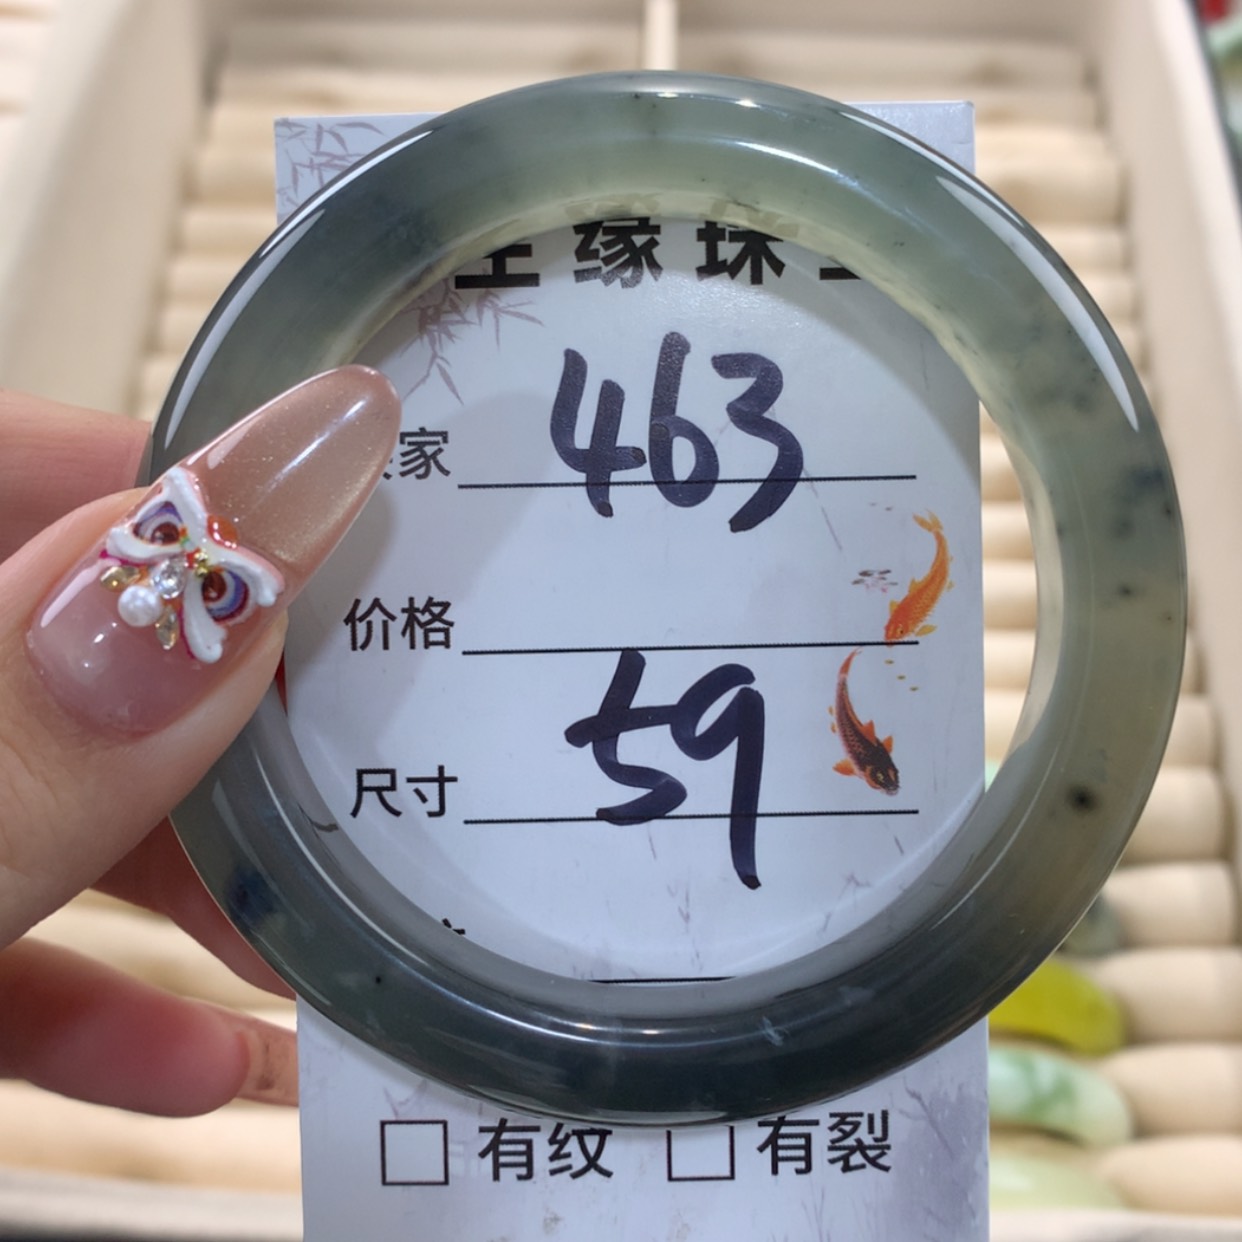 缘珠
家 463
价格
尺寸 59
□ 有纹 □ 有裂